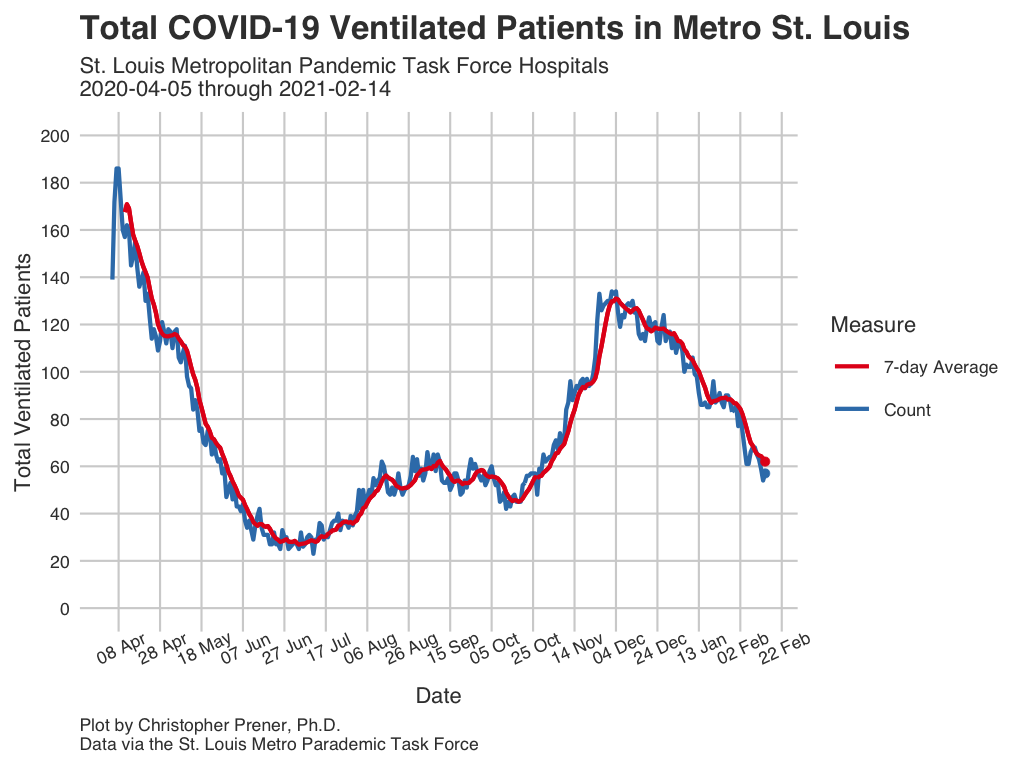 Total COVID-19 Ventilated Patients in Metro St. Louis
St. Louis Metropolitan Pandemic Task Force Hospitals
2020-04-05 through 2021-02-14
Total Ventilated Patients
200
180
160
140
120
100
80
60
40
20
0
08 Apr
28 Apr
18 May
07 Jun
27 Jun
17 Jul
06 Aug
26 Aug
15 Sep
05 Oct
25 Oct
14 Nov
04 Dec
24 Dec
13 Jan
02 Feb
22 Feb
Date
Measure
7-day Average
Count
Plot by Christopher Prener, Ph.D.
Data via the St. Louis Metro Parademic Task Force